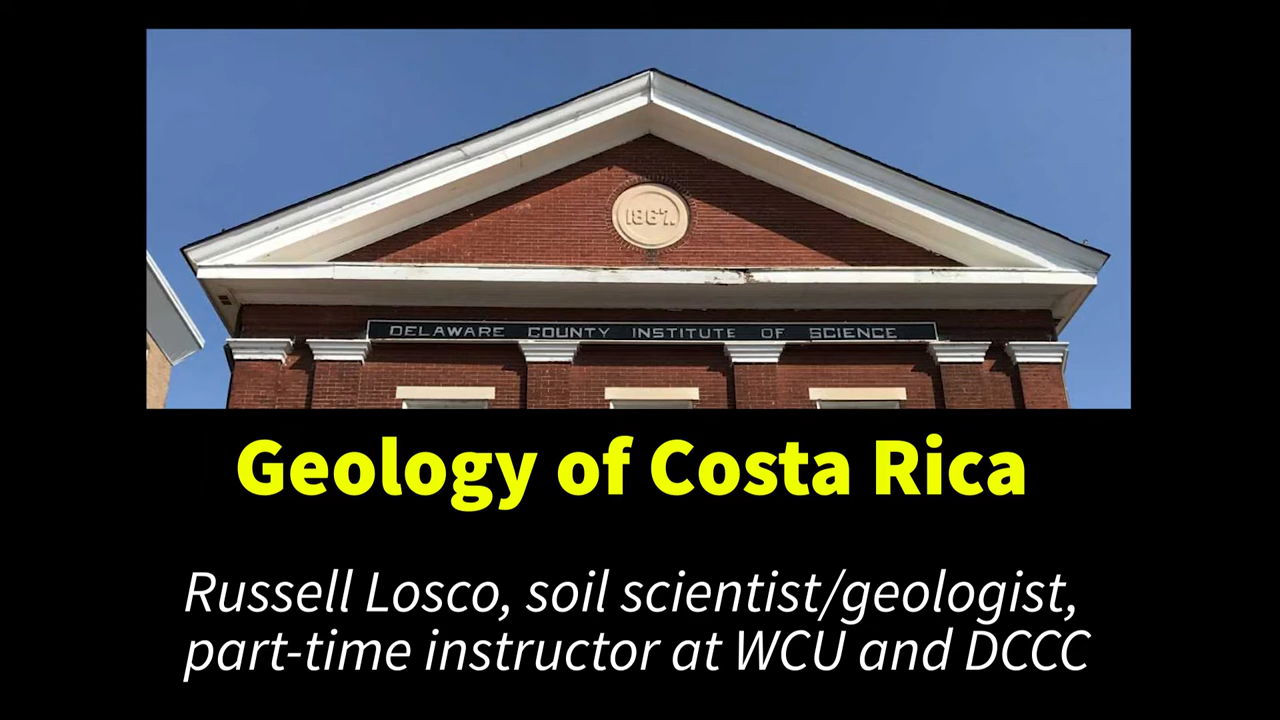 1867.
DELAWARE COUNTY INSTITUTE OF SCIENCE
Geology of Costa Rica
Russell Losco, soil scientist/geologist,
part-time instructor at WCU and DCCC